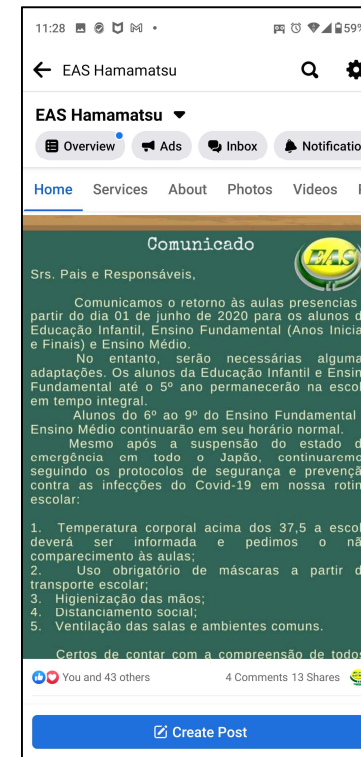 11:28
59%
EAS Hamamatsu
EAS Hamamatsu
Overview Ads Inbox Notificatio
Home Services About Photos Videos
Comunicado
EAS
Srs. Pais e Responsáveis,
Comunicamos o retorno às aulas presencias
partir do dia 01 de junho de 2020 para os alunos d
Educação Infantil, Ensino Fundamental (Anos Inicia
e Finais) e Ensino Médio.
No entanto, serão necessárias alguma
adaptações. Os alunos da Educação Infantil e Ensin
Fundamental até o 5º ano permanecerão na escol
em tempo integral.
Alunos do 6º ao 9º do Ensino Fundamental
Ensino Médio continuarão em seu horário normal.
Mesmo após a suspensão do estado d
emergência em todo o Japão, continuaremo
seguindo os protocolos de segurança e prevençã
contra as infecções do Covid-19 em nossa rotin
escolar:
1. Temperatura corporal acima dos 37,5 a escol
deverá ser informada e pedimos o nã
comparecimento às aulas;
2. Uso obrigatório de máscaras a partir d
transporte escolar;
3. Higienização das mãos;
4. Distanciamento social;
5. Ventilação das salas e ambientes comuns.
Certos de contar com a compreensão de todos
You and 43 others 4 Comments 13 Shares
Create Post